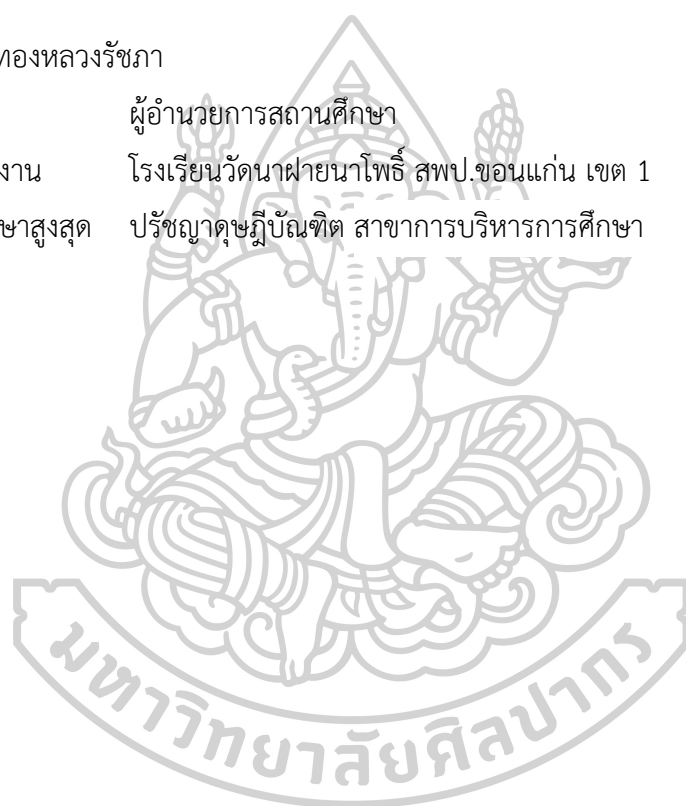 ทองหลวงรัชภา
ผู้อำนวยการสถานศึกษา
งาน โรงเรียนวัดนาฝายนาโพธิ์ สพป.ขอนแก่น เขต 1
ษาสูงสุด ปรัชญาดุษฎีบัณฑิต สาขาการบริหารการศึกษา
มหาวิทยาลัยศิลปากร